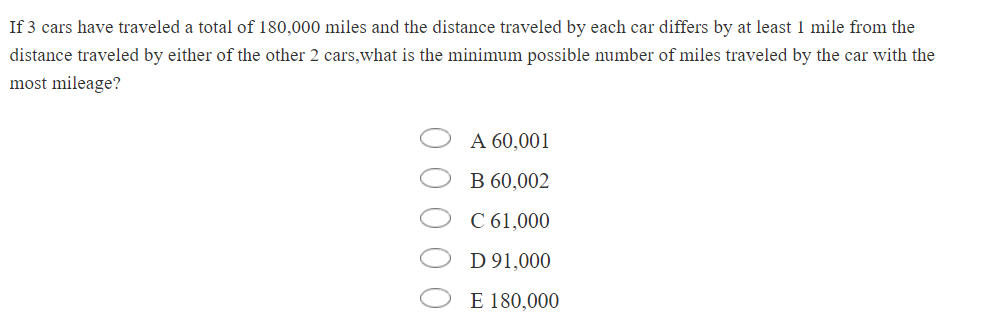 If 3 cars have traveled a total of 180,000 miles and the distance traveled by each car differs by at least 1 mile from the
distance traveled by either of the other 2 cars,what is the minimum possible number of miles traveled by the car with the
most mileage?
A 60,001
B 60,002
C 61,000
D 91,000
E 180,000